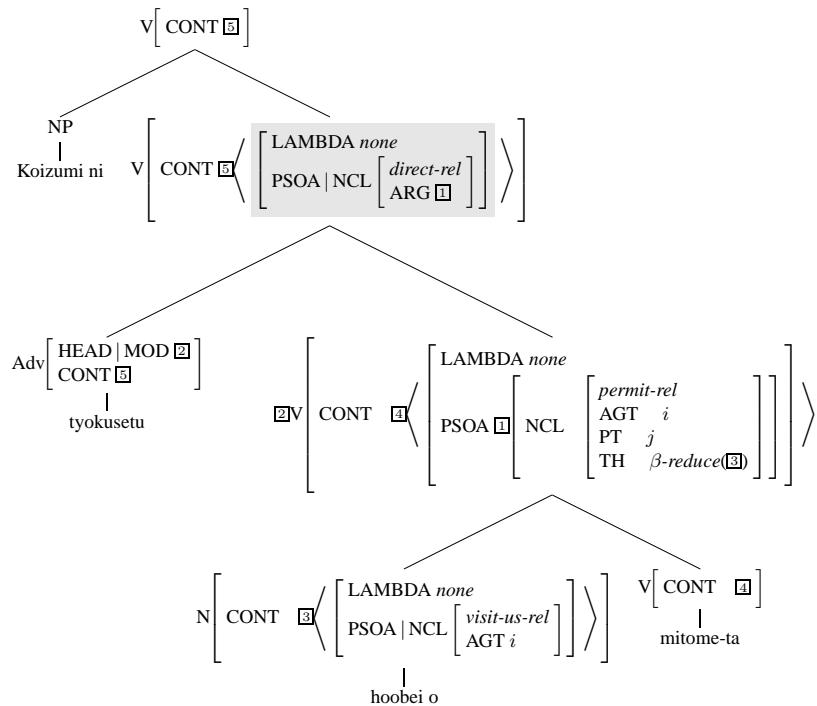 V[ CONT 5 ]
NP
Koizumi ni
V[ CONT 5 ⟨ [ LAMBDA none
PSOA | NCL [ direct-rel
ARG 1 ] ] ⟩ ]
Adv[ HEAD | MOD 2
CONT 5 ]
tyokusetu
2 V[ CONT 4 ⟨ [ LAMBDA none
PSOA 1 [ NCL [ permit-rel
AGT i
PT j
TH β-reduce(3) ] ] ] ⟩ ]
N[ CONT 3 ⟨ [ LAMBDA none
PSOA | NCL [ visit-us-rel
AGT i ] ] ⟩ ]
hoobei o
V[ CONT 4 ]
mitome-ta